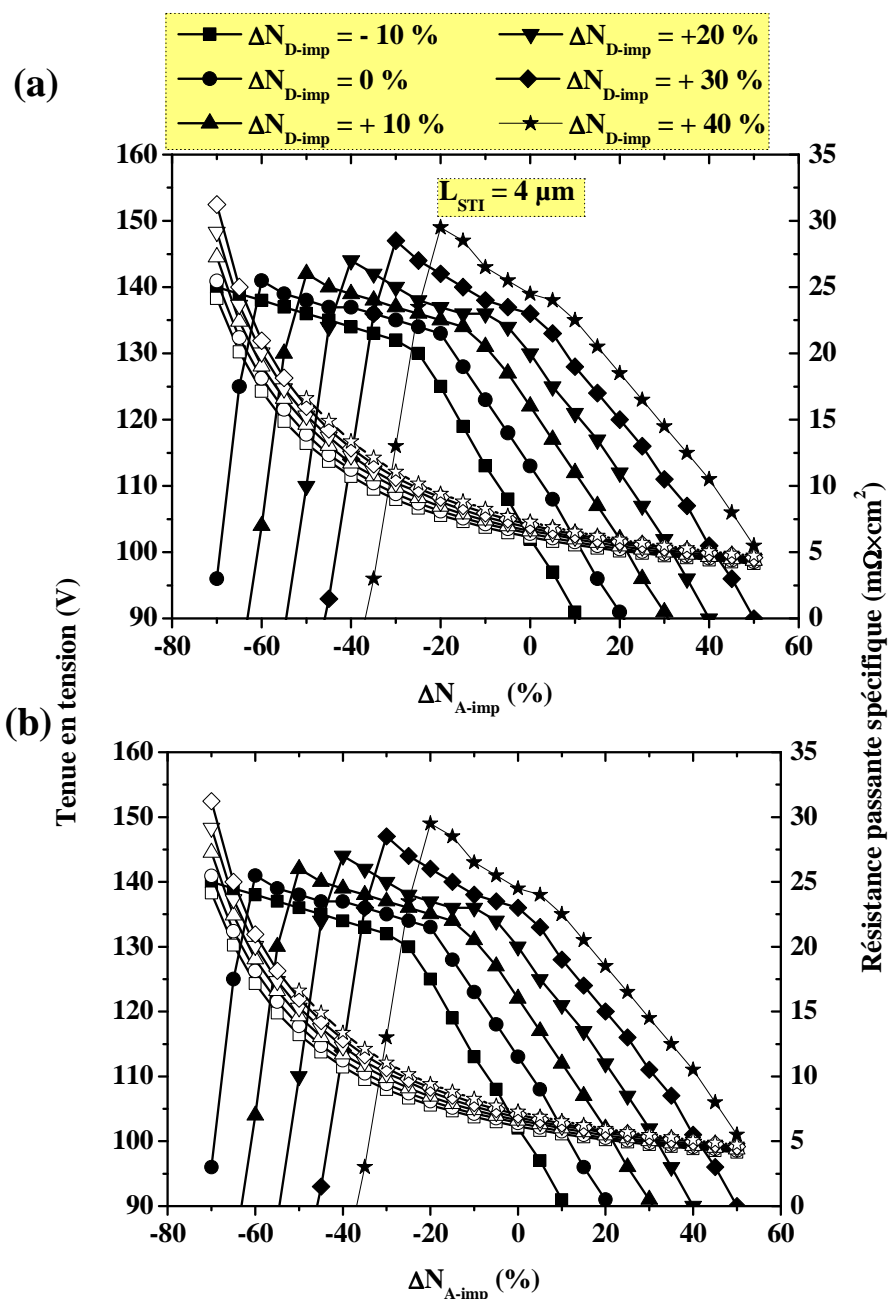 (a)
ΔN_D-imp = - 10 % ΔN_D-imp = +20 %
ΔN_D-imp = 0 % ΔN_D-imp = + 30 %
ΔN_D-imp = + 10 % ΔN_D-imp = + 40 %
L_STI = 4 µm
160
150
140
130
120
110
100
90
35
30
25
20
15
10
5
0
-80 -60 -40 -20 0 20 40 60
ΔN_A-imp (%)
Tenue en tension (V)
Résistance passante spécifique (mΩ×cm²)
(b)
160
150
140
130
120
110
100
90
35
30
25
20
15
10
5
0
-80 -60 -40 -20 0 20 40 60
ΔN_A-imp (%)